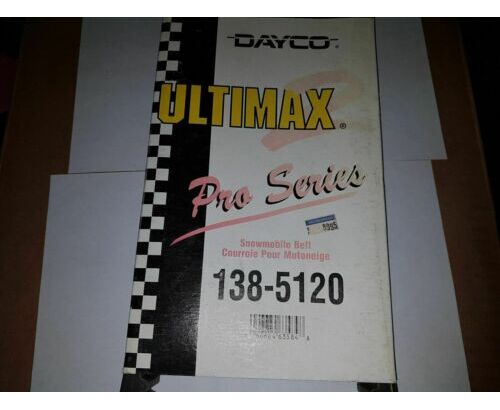 DAYCO®
ULTIMAX®
Pro Series
Snowmobile Belt
Courroie Pour Motoneige
138-5120